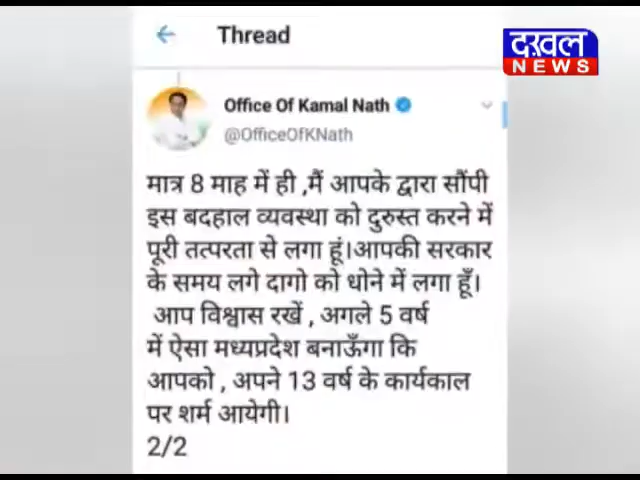 Thread
दख़ल
NEWS
Office Of Kamal Nath
@OfficeOfKNath
मात्र 8 माह में ही ,मैं आपके द्वारा सौंपी
इस बदहाल व्यवस्था को दुरुस्त करने में
पूरी तत्परता से लगा हूं।आपकी सरकार
के समय लगे दागो को धोने में लगा हूँ।
आप विश्वास रखें , अगले 5 वर्ष
में ऐसा मध्यप्रदेश बनाऊँगा कि
आपको , अपने 13 वर्ष के कार्यकाल
पर शर्म आयेगी।
2/2